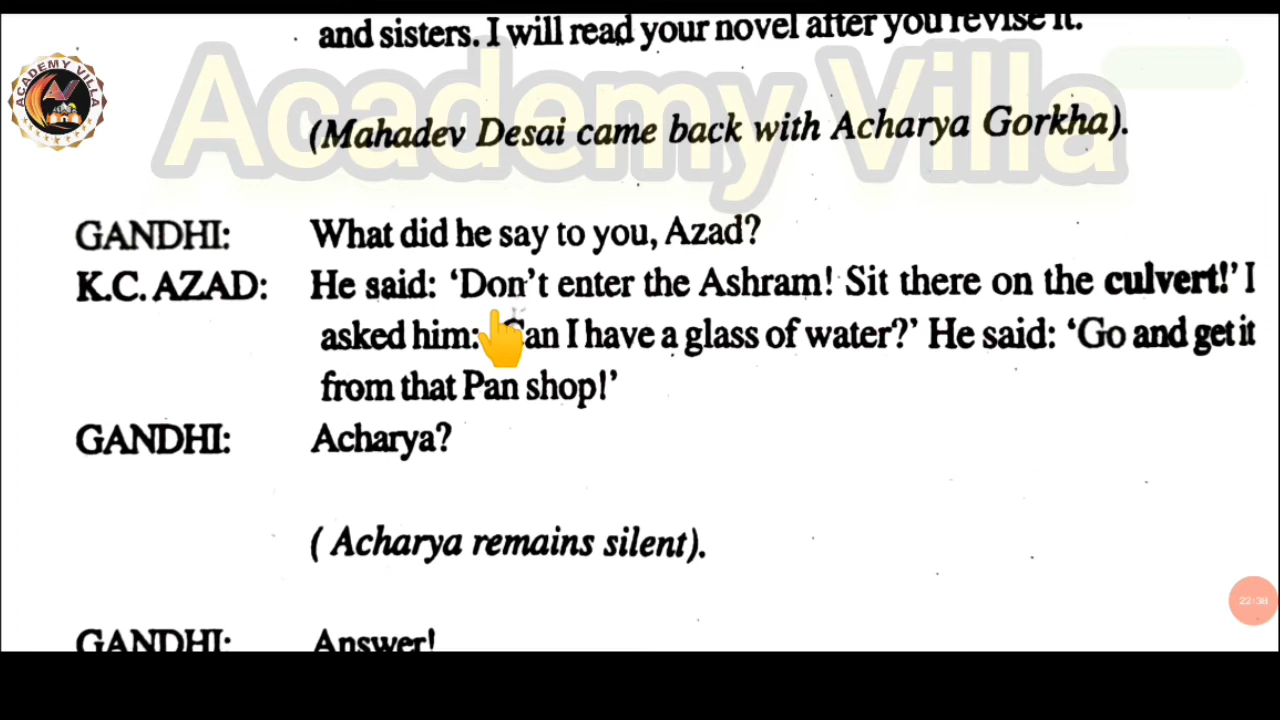 and sisters. I will read your novel after you revise it.
Academy Villa
ACADEMY VILLA
AV
(Mahadev Desai came back with Acharya Gorkha).
GANDHI: What did he say to you, Azad?
K.C. AZAD: He said: ‘Don’t enter the Ashram! Sit there on the culvert!’ I
asked him: Can I have a glass of water?’ He said: ‘Go and get it
from that Pan shop!’
GANDHI: Acharya?
( Acharya remains silent).
22:38
GANDHI: Answer!